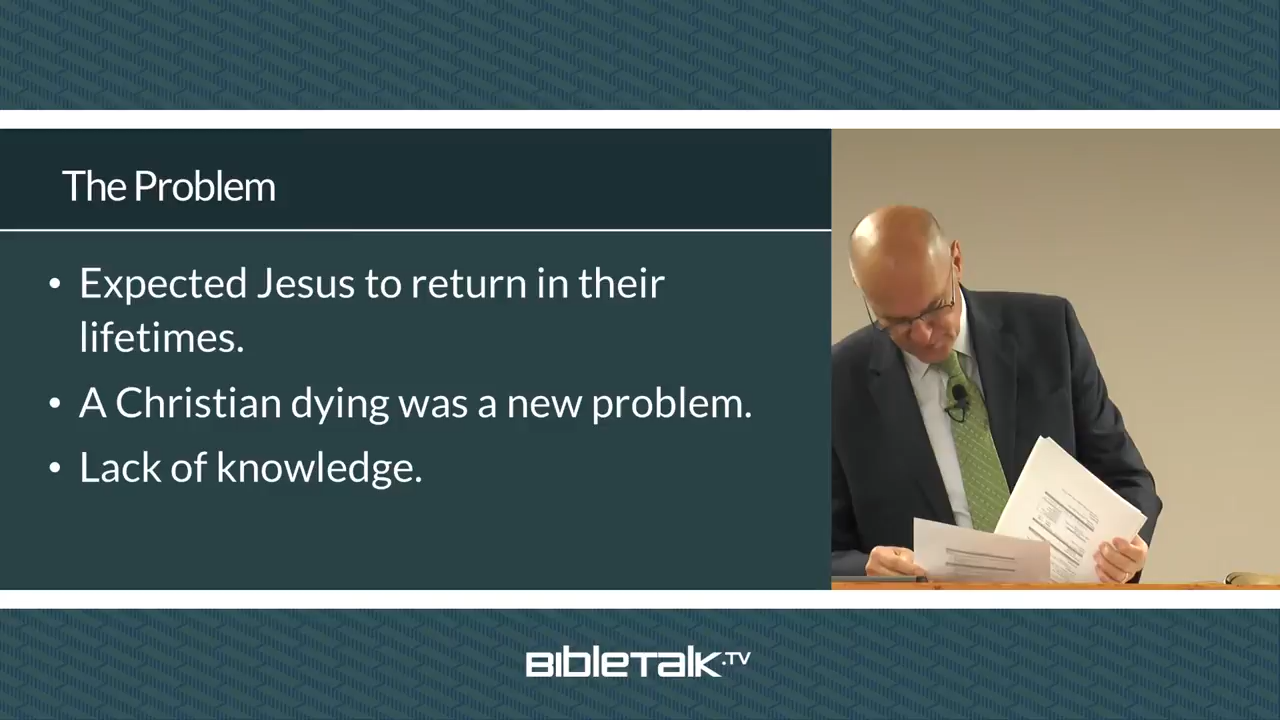 The Problem
• Expected Jesus to return in their
lifetimes.
• A Christian dying was a new problem.
• Lack of knowledge.
BibleTalk.TV